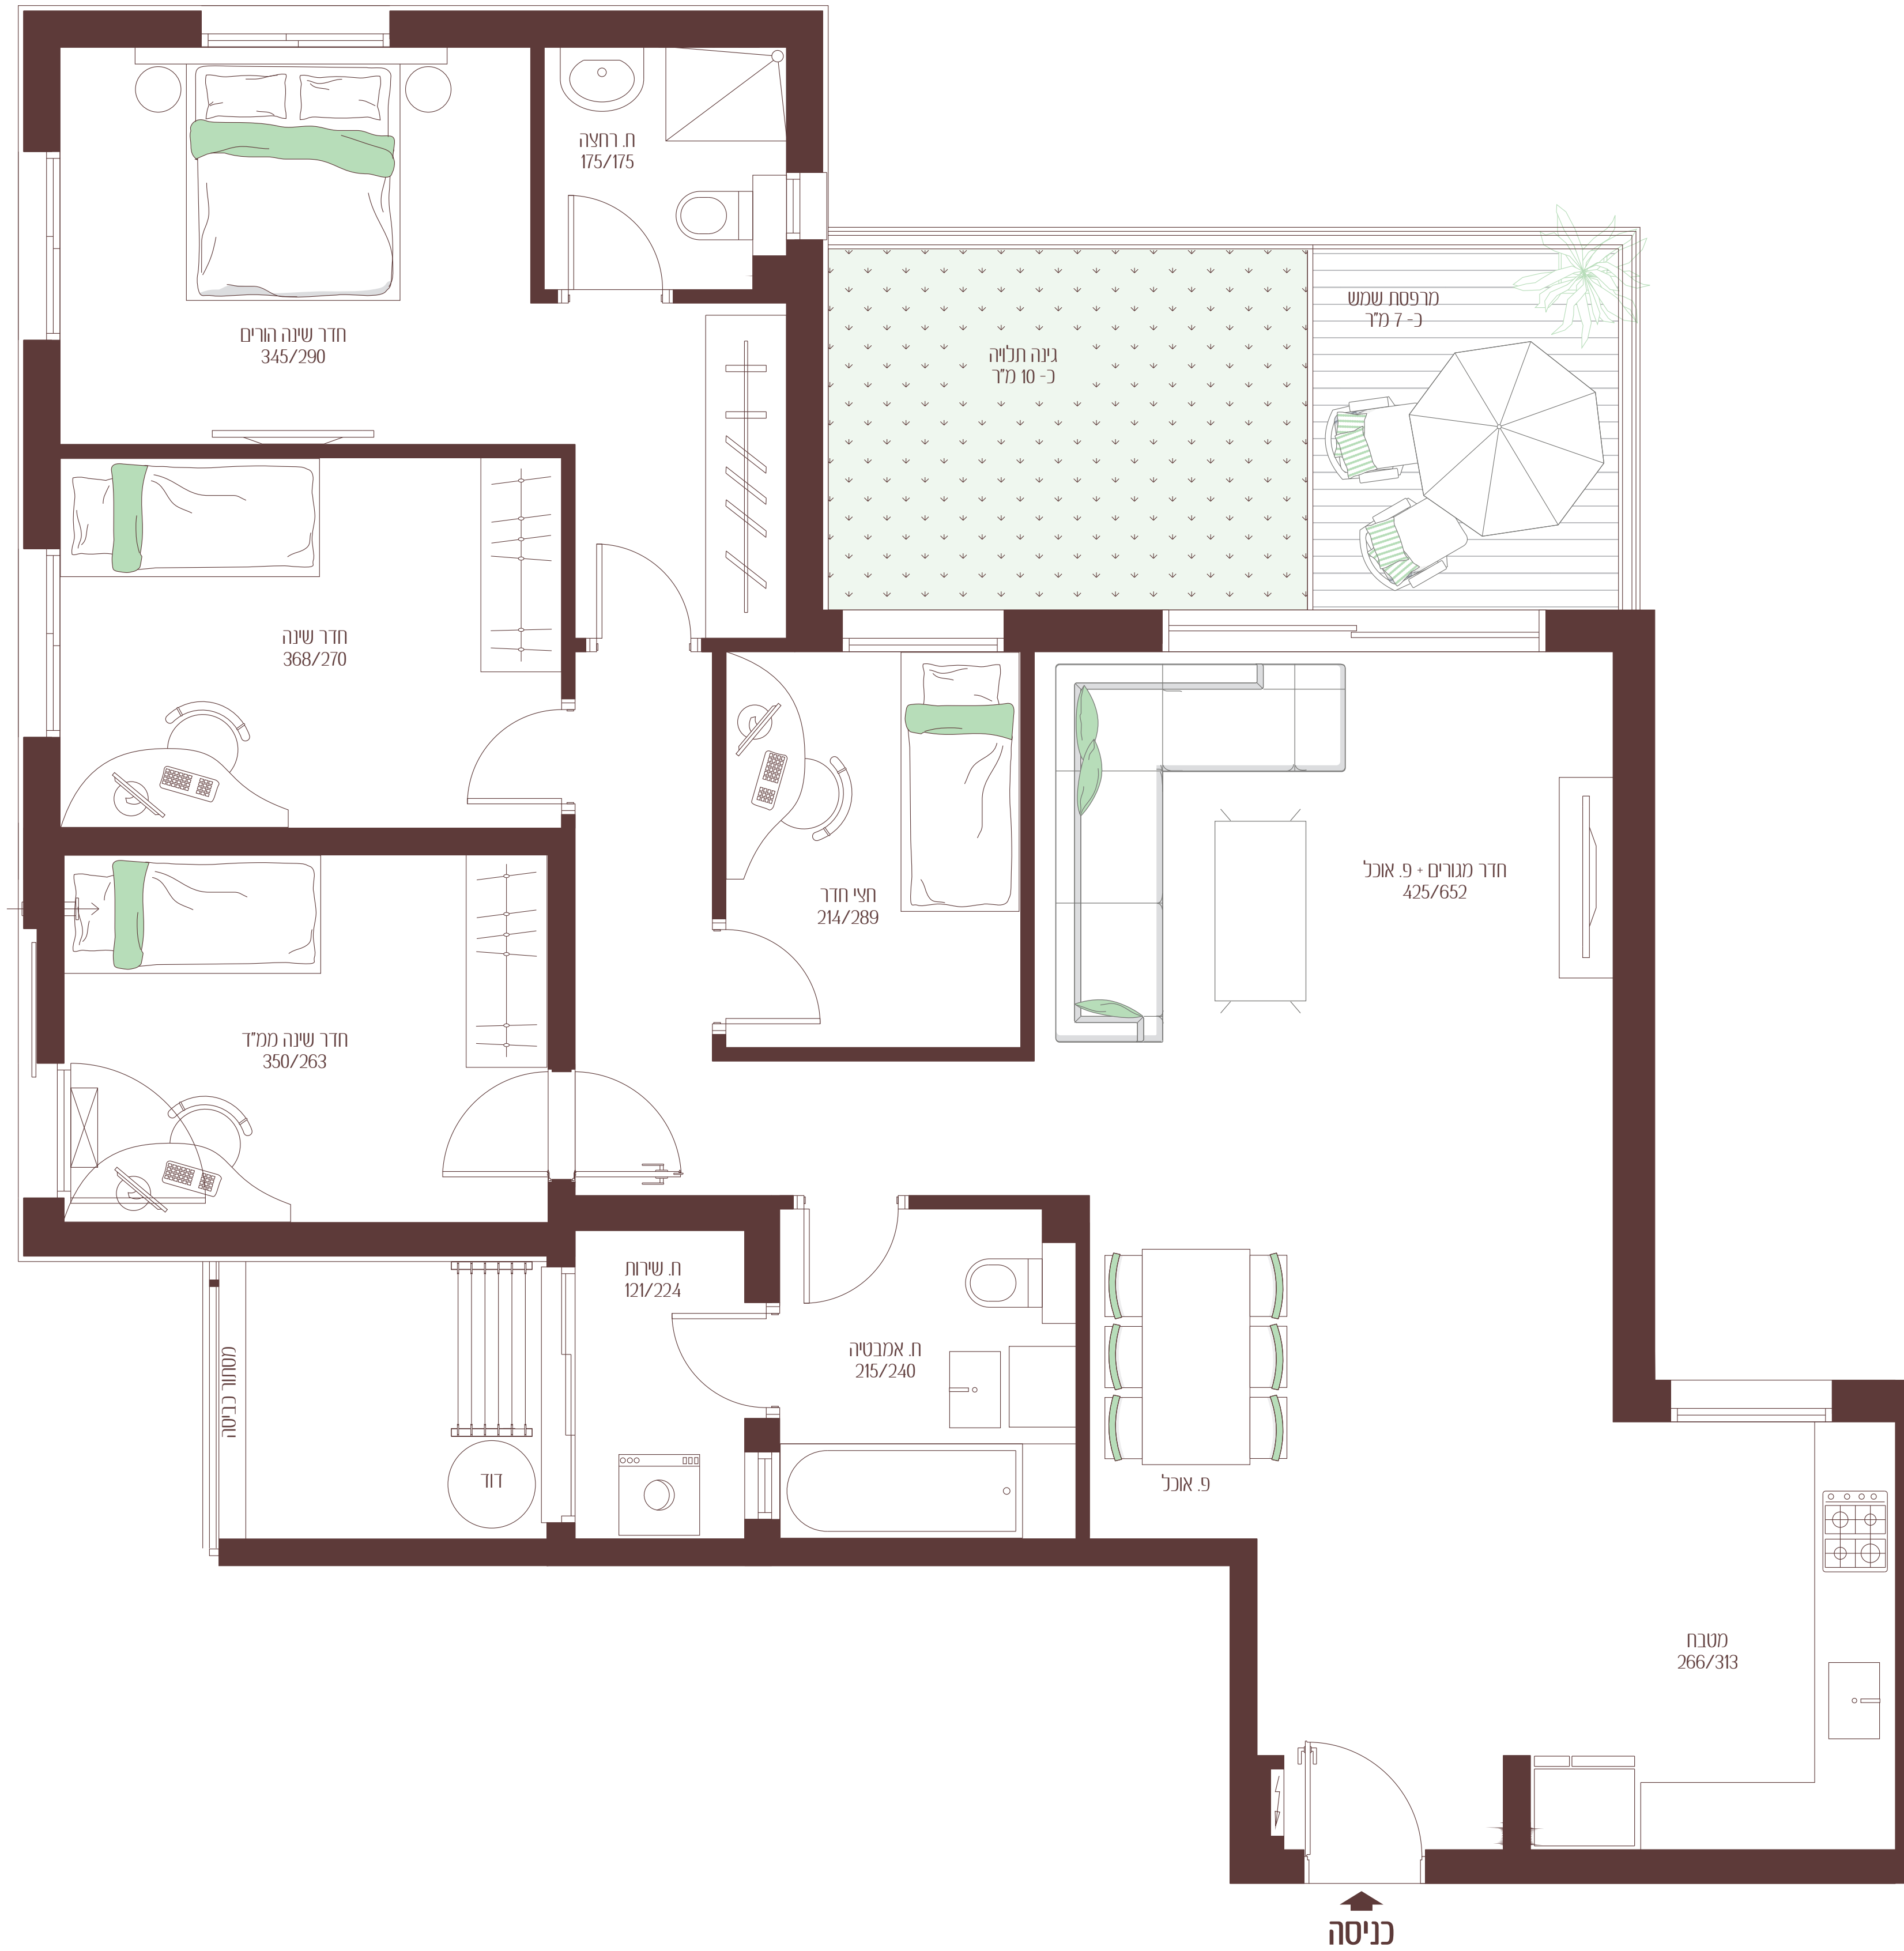 ח. רחצה
175/175
חדר שינה הורים
345/290
מרפסת שמש
כ- 7 מ"ר
גינה תלויה
כ- 10 מ"ר
חדר שינה
368/270
חצי חדר
214/289
חדר מגורים + פ. אוכל
425/652
חדר שינה ממ"ד
350/263
ח. שירות
121/224
ח. אמבטיה
215/240
מסתור כביסה
דוד
פ. אוכל
מטבח
266/313
כניסה